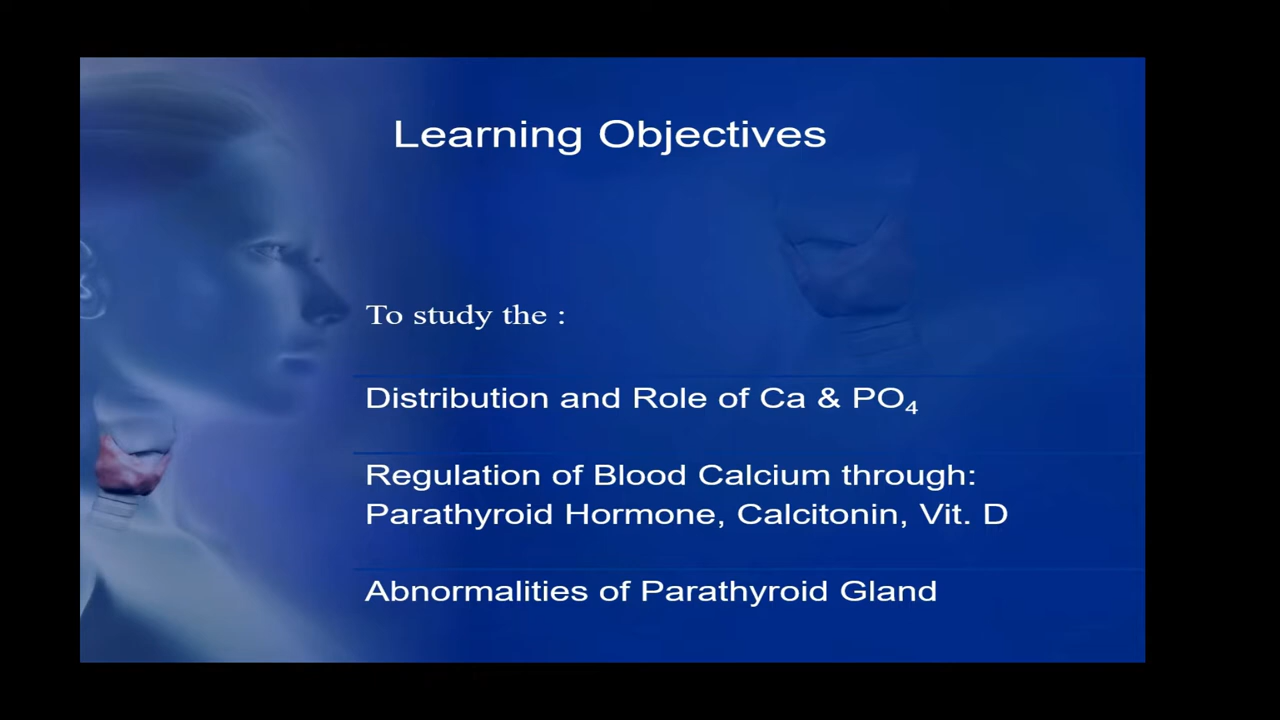 Learning Objectives
To study the :
Distribution and Role of Ca & PO₄
Regulation of Blood Calcium through:
Parathyroid Hormone, Calcitonin, Vit. D
Abnormalities of Parathyroid Gland